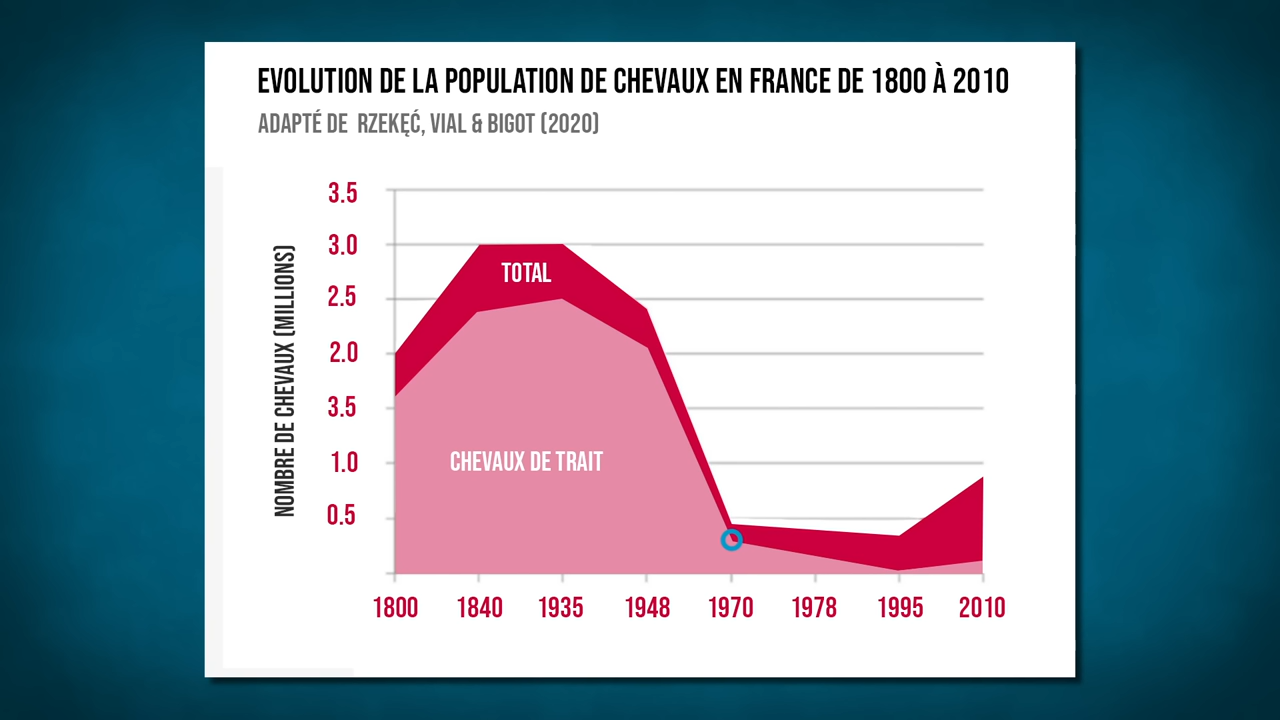 EVOLUTION DE LA POPULATION DE CHEVAUX EN FRANCE DE 1800 À 2010
ADAPTÉ DE RZEKĘĆ, VIAL & BIGOT (2020)
NOMBRE DE CHEVAUX (MILLIONS)
3.5
3.0
2.5
2.0
3.5
1.0
0.5
TOTAL
CHEVAUX DE TRAIT
1800 1840 1935 1948 1970 1978 1995 2010